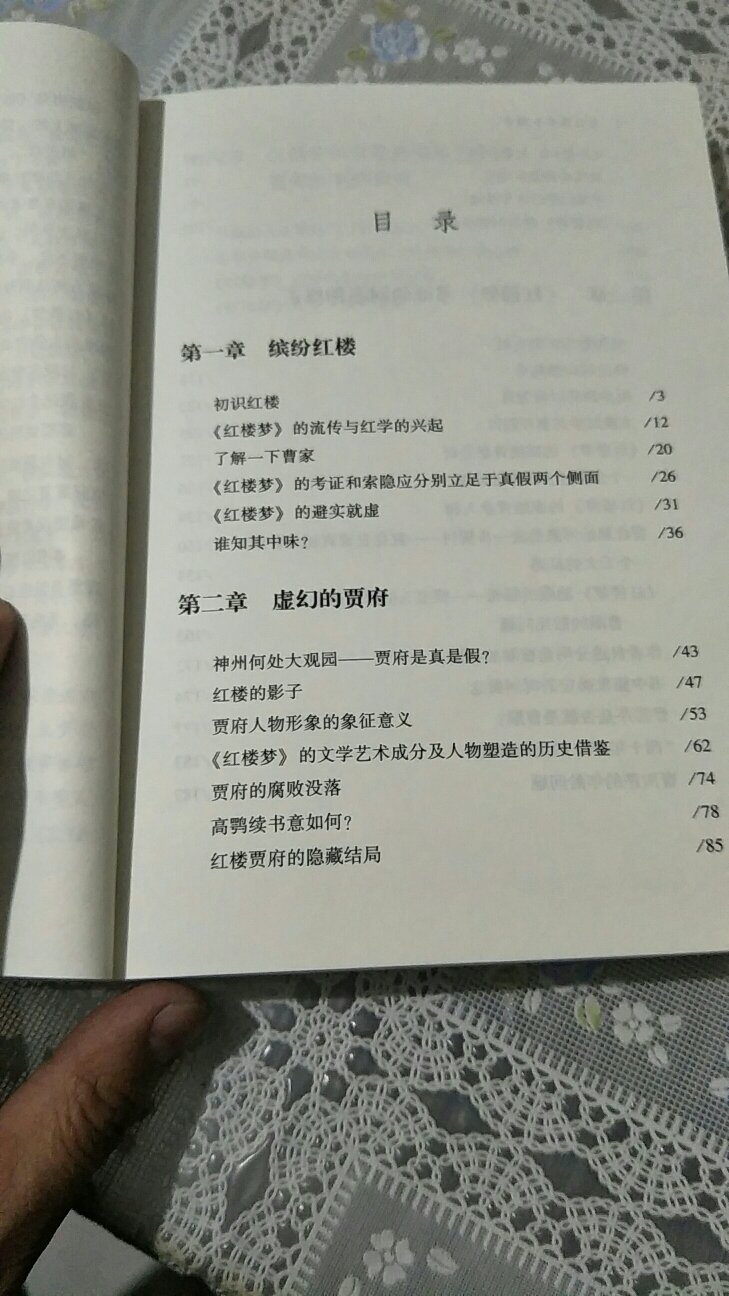 目 录
第一章 缤纷红楼
初识红楼 /3
《红楼梦》的流传与红学的兴起 /12
了解一下曹家 /20
《红楼梦》的考证和索隐应分别立足于真假两个侧面 /26
《红楼梦》的避实就虚 /31
谁知其中味? /36
第二章 虚幻的贾府
神州何处大观园——贾府是真是假? /43
红楼的影子 /47
贾府人物形象的象征意义 /53
《红楼梦》的文学艺术成分及人物塑造的历史借鉴 /62
贾府的腐败没落 /74
高鹗续书意如何? /78
红楼贾府的隐藏结局 /85